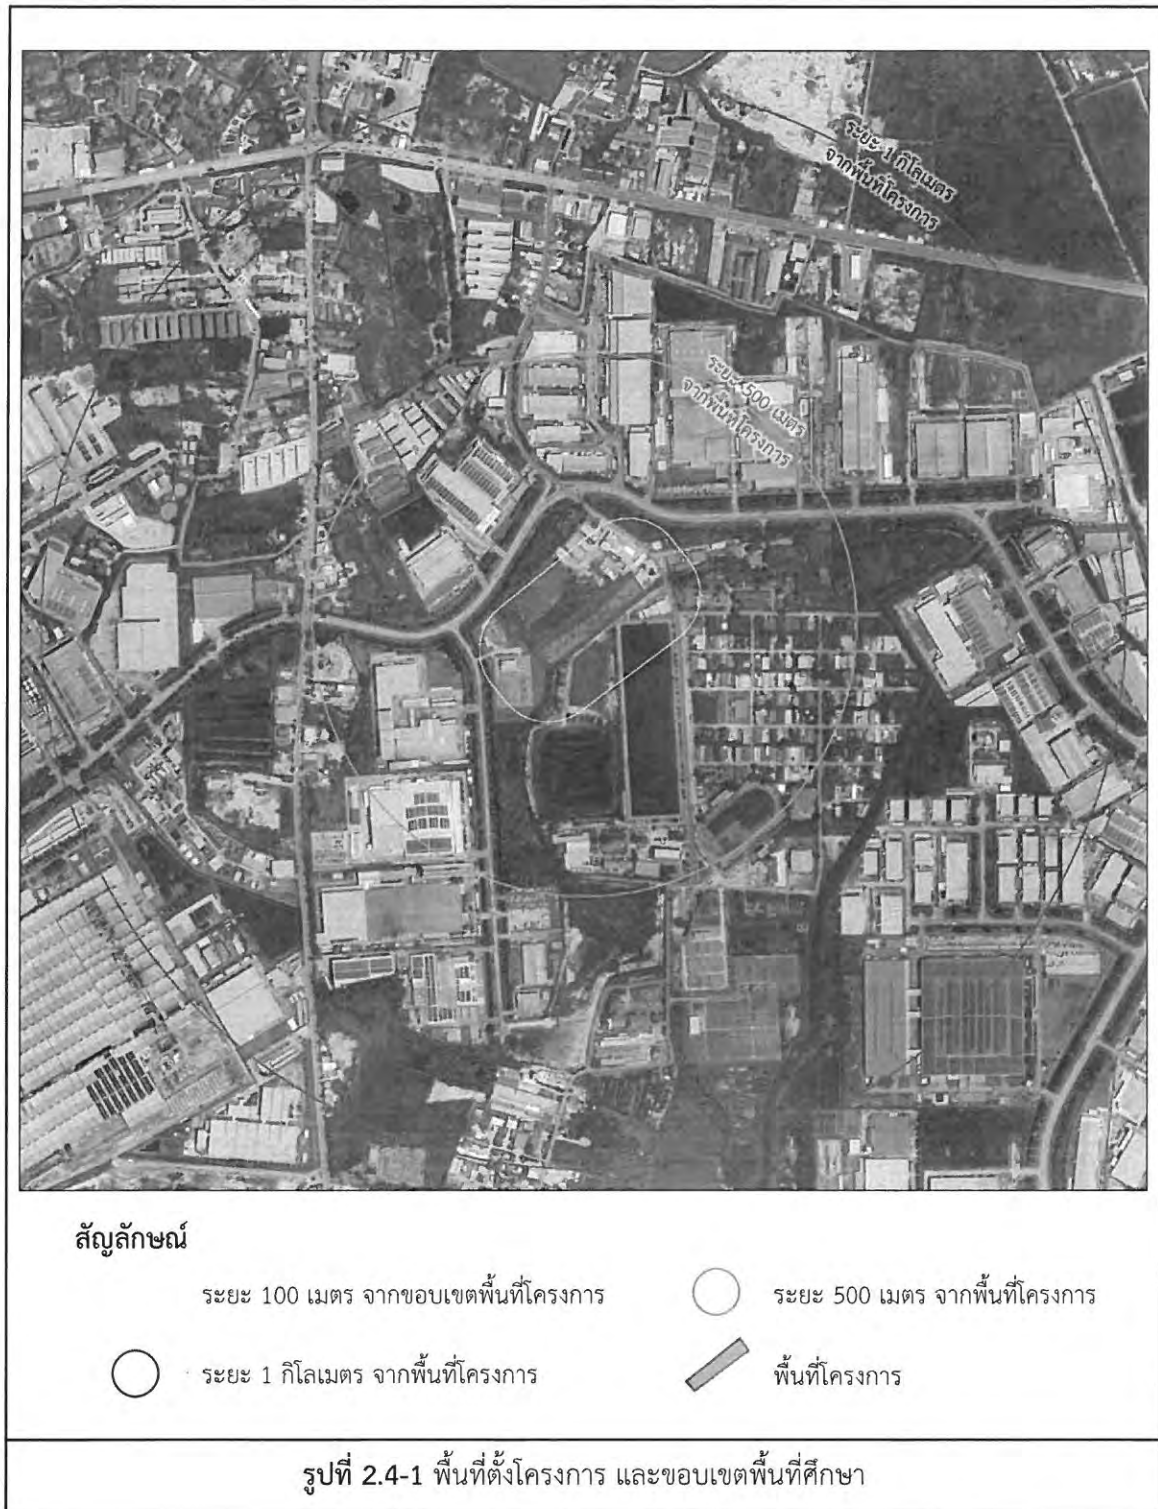 ระยะ 1 กิโลเมตร
จากพื้นที่โครงการ
ระยะ 500 เมตร
จากพื้นที่โครงการ
สัญลักษณ์
ระยะ 100 เมตร จากขอบเขตพื้นที่โครงการ
ระยะ 500 เมตร จากพื้นที่โครงการ
ระยะ 1 กิโลเมตร จากพื้นที่โครงการ
พื้นที่โครงการ
รูปที่ 2.4-1 พื้นที่ตั้งโครงการ และขอบเขตพื้นที่ศึกษา